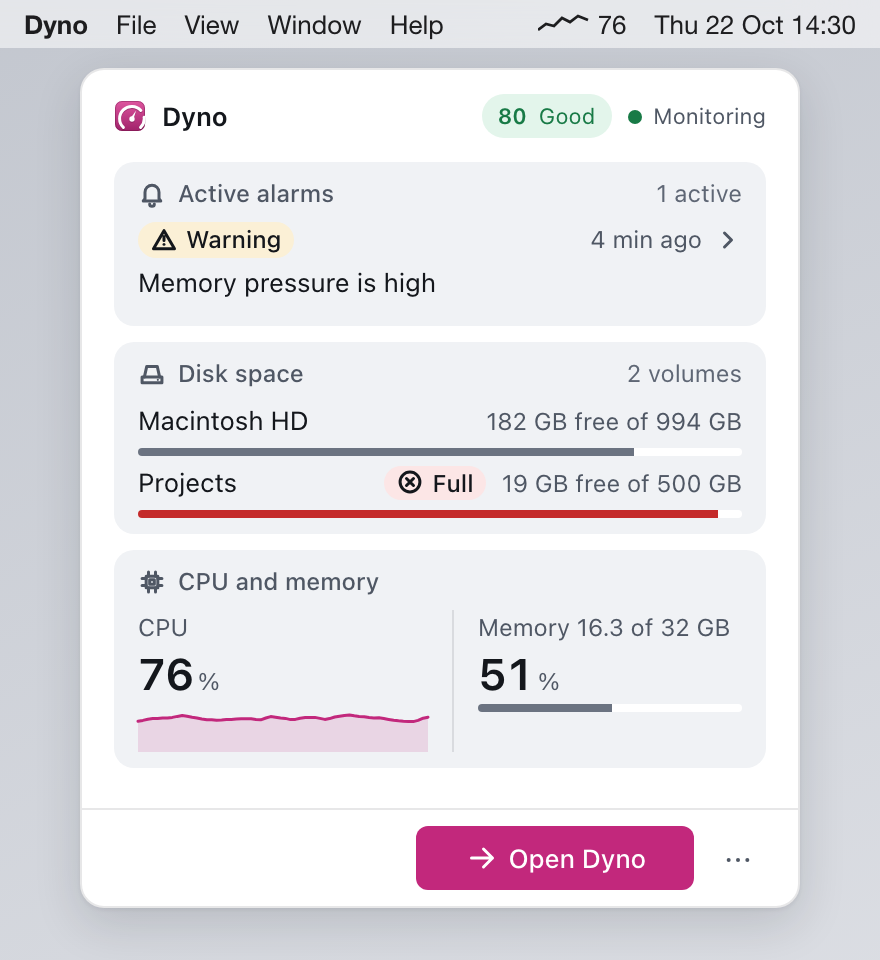 Dyno File View Window Help 76 Thu 22 Oct 14:30
Dyno 80 Good Monitoring
Active alarms 1 active
Warning 4 min ago
Memory pressure is high
Disk space 2 volumes
Macintosh HD 182 GB free of 994 GB
Projects Full 19 GB free of 500 GB
CPU and memory
CPU Memory 16.3 of 32 GB
76 % 51 %
Open Dyno ...